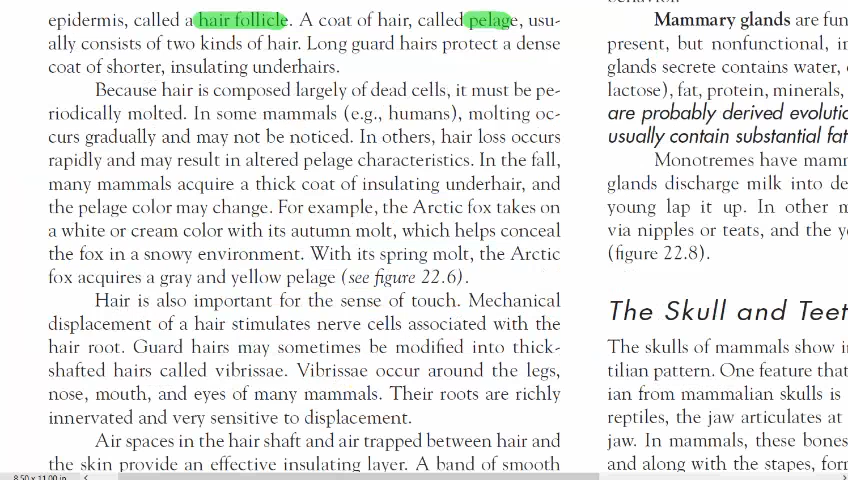 epidermis, called a hair follicle. A coat of hair, called pelage, usu-
ally consists of two kinds of hair. Long guard hairs protect a dense
coat of shorter, insulating underhairs.
Because hair is composed largely of dead cells, it must be pe-
riodically molted. In some mammals (e.g., humans), molting oc-
curs gradually and may not be noticed. In others, hair loss occurs
rapidly and may result in altered pelage characteristics. In the fall,
many mammals acquire a thick coat of insulating underhair, and
the pelage color may change. For example, the Arctic fox takes on
a white or cream color with its autumn molt, which helps conceal
the fox in a snowy environment. With its spring molt, the Arctic
fox acquires a gray and yellow pelage (see figure 22.6).
Hair is also important for the sense of touch. Mechanical
displacement of a hair stimulates nerve cells associated with the
hair root. Guard hairs may sometimes be modified into thick-
shafted hairs called vibrissae. Vibrissae occur around the legs,
nose, mouth, and eyes of many mammals. Their roots are richly
innervated and very sensitive to displacement.
Air spaces in the hair shaft and air trapped between hair and
the skin provide an effective insulating layer. A band of smooth
Mammary glands are fun
present, but nonfunctional, in
glands secrete contains water,
lactose), fat, protein, minerals,
are probably derived evolutio
usually contain substantial fat
Monotremes have mam
glands discharge milk into de
young lap it up. In other m
via nipples or teats, and the y
(figure 22.8).
The Skull and Teet
The skulls of mammals show i
tilian pattern. One feature that
ian from mammalian skulls is
reptiles, the jaw articulates at
jaw. In mammals, these bones
and along with the stapes, for
8.50 x 11.00 in